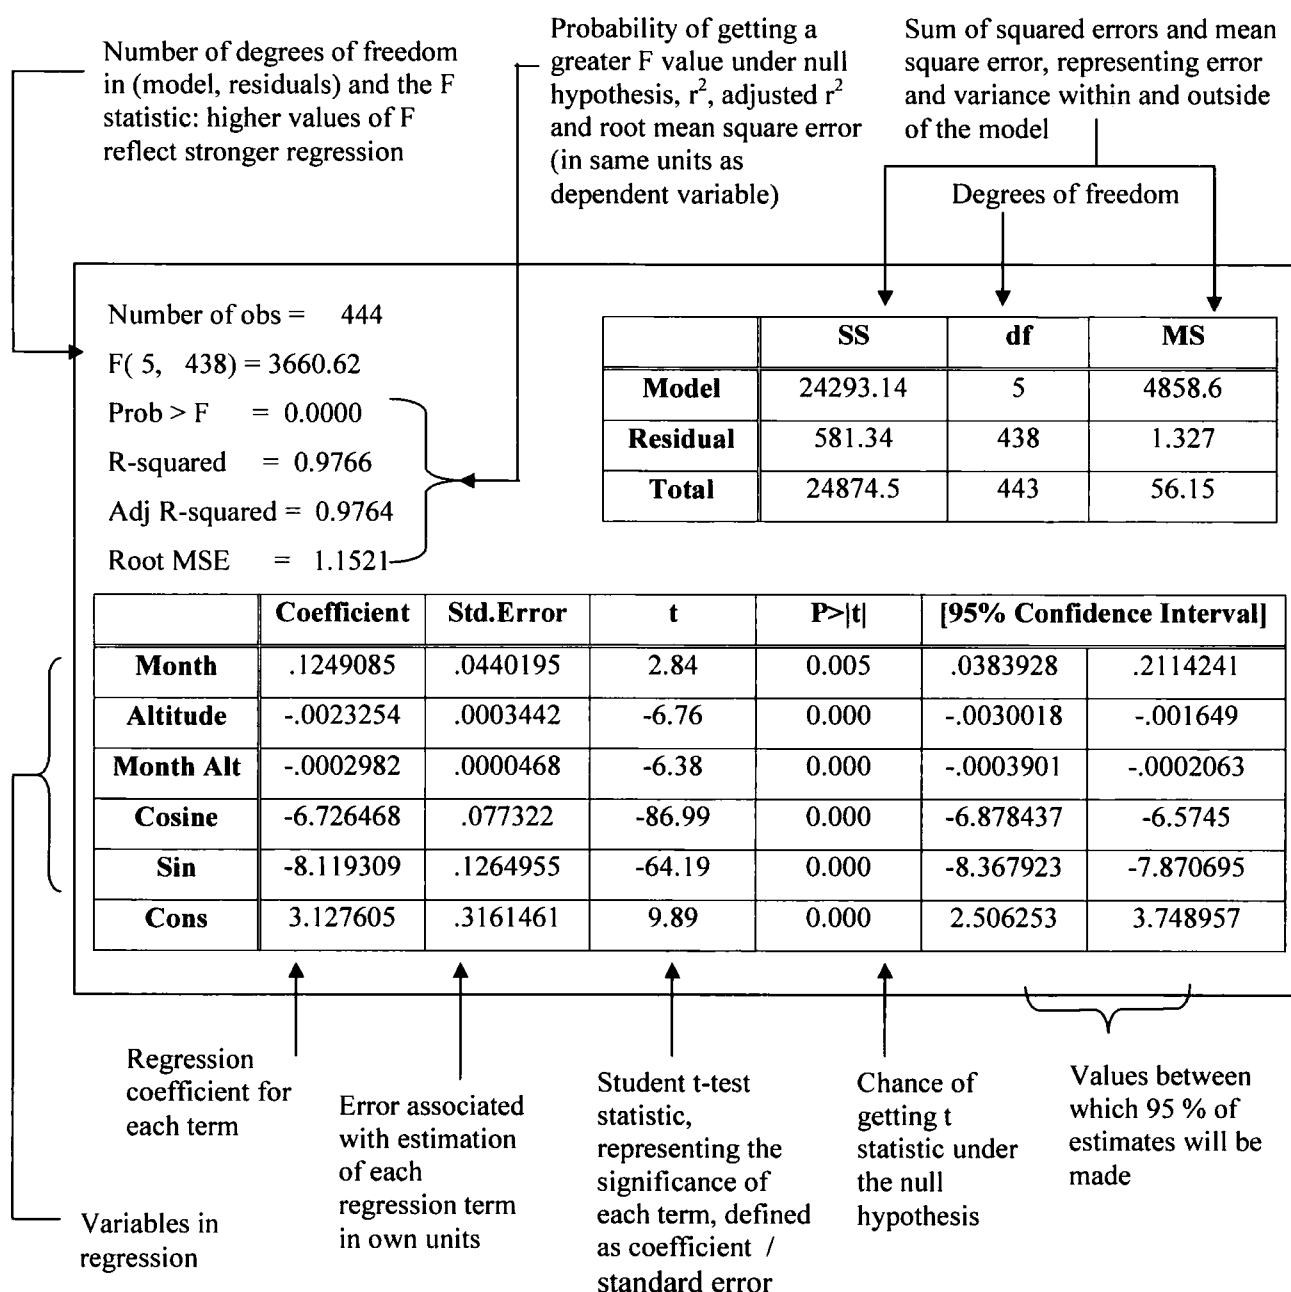 Number of degrees of freedom
in (model, residuals) and the F
statistic: higher values of F
reflect stronger regression
Probability of getting a
greater F value under null
hypothesis, r², adjusted r²
and root mean square error
(in same units as
dependent variable)
Sum of squared errors and mean
square error, representing error
and variance within and outside
of the model
Degrees of freedom
Number of obs = 444
F( 5, 438) = 3660.62
Prob > F = 0.0000
R-squared = 0.9766
Adj R-squared = 0.9764
Root MSE = 1.1521
SS df MS
Model 24293.14 5 4858.6
Residual 581.34 438 1.327
Total 24874.5 443 56.15
Coefficient Std.Error t P>|t| [95% Confidence Interval]
Month .1249085 .0440195 2.84 0.005 .0383928 .2114241
Altitude -.0023254 .0003442 -6.76 0.000 -.0030018 -.001649
Month Alt -.0002982 .0000468 -6.38 0.000 -.0003901 -.0002063
Cosine -6.726468 .077322 -86.99 0.000 -6.878437 -6.5745
Sin -8.119309 .1264955 -64.19 0.000 -8.367923 -7.870695
Cons 3.127605 .3161461 9.89 0.000 2.506253 3.748957
Regression
coefficient for
each term
Error associated
with estimation
of each
regression term
in own units
Student t-test
statistic,
representing the
significance of
each term, defined
as coefficient /
standard error
Chance of
getting t
statistic under
the null
hypothesis
Values between
which 95 % of
estimates will be
made
Variables in
regression